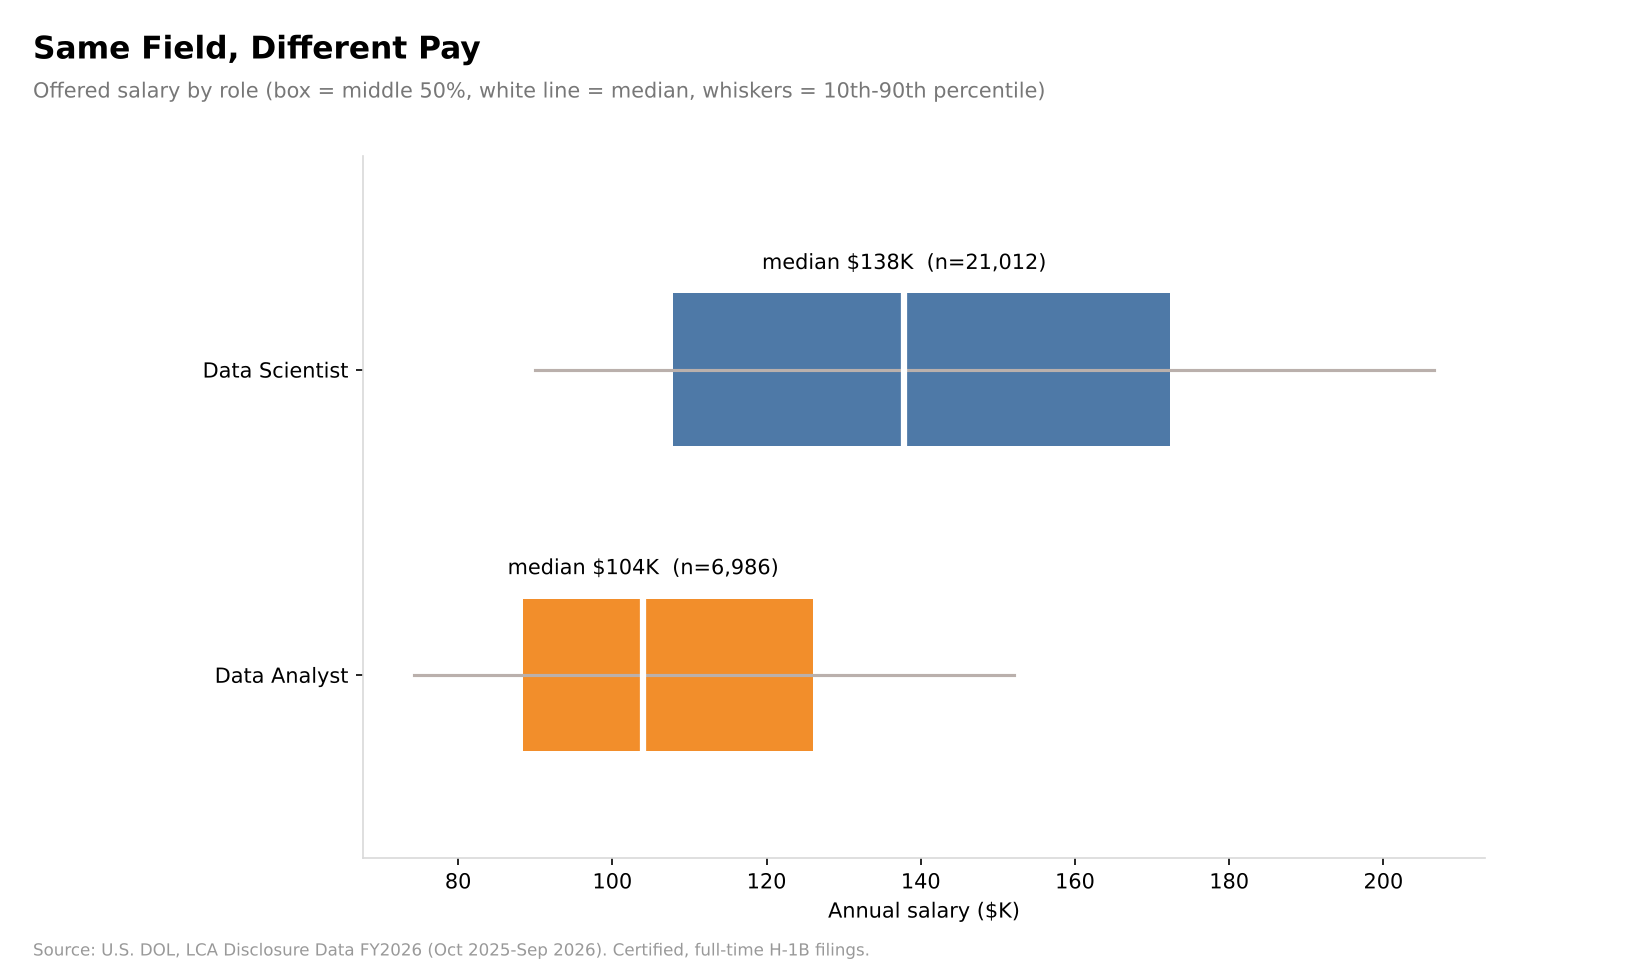 Same Field, Different Pay
Offered salary by role (box = middle 50%, white line = median, whiskers = 10th-90th percentile)
median $138K (n=21,012)
Data Scientist
median $104K (n=6,986)
Data Analyst
80 100 120 140 160 180 200
Annual salary ($K)
Source: U.S. DOL, LCA Disclosure Data FY2026 (Oct 2025-Sep 2026). Certified, full-time H-1B filings.